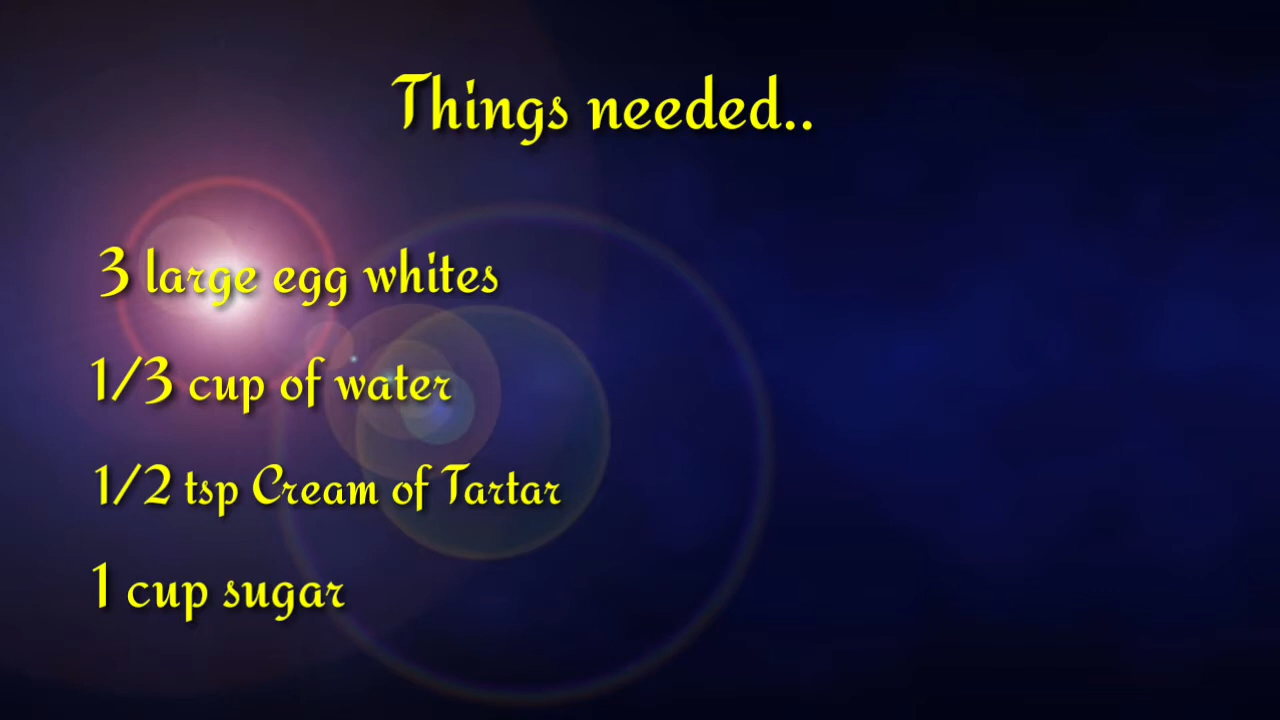 Things needed..
3 large egg whites
1/3 cup of water
1/2 tsp Cream of Tartar
1 cup sugar